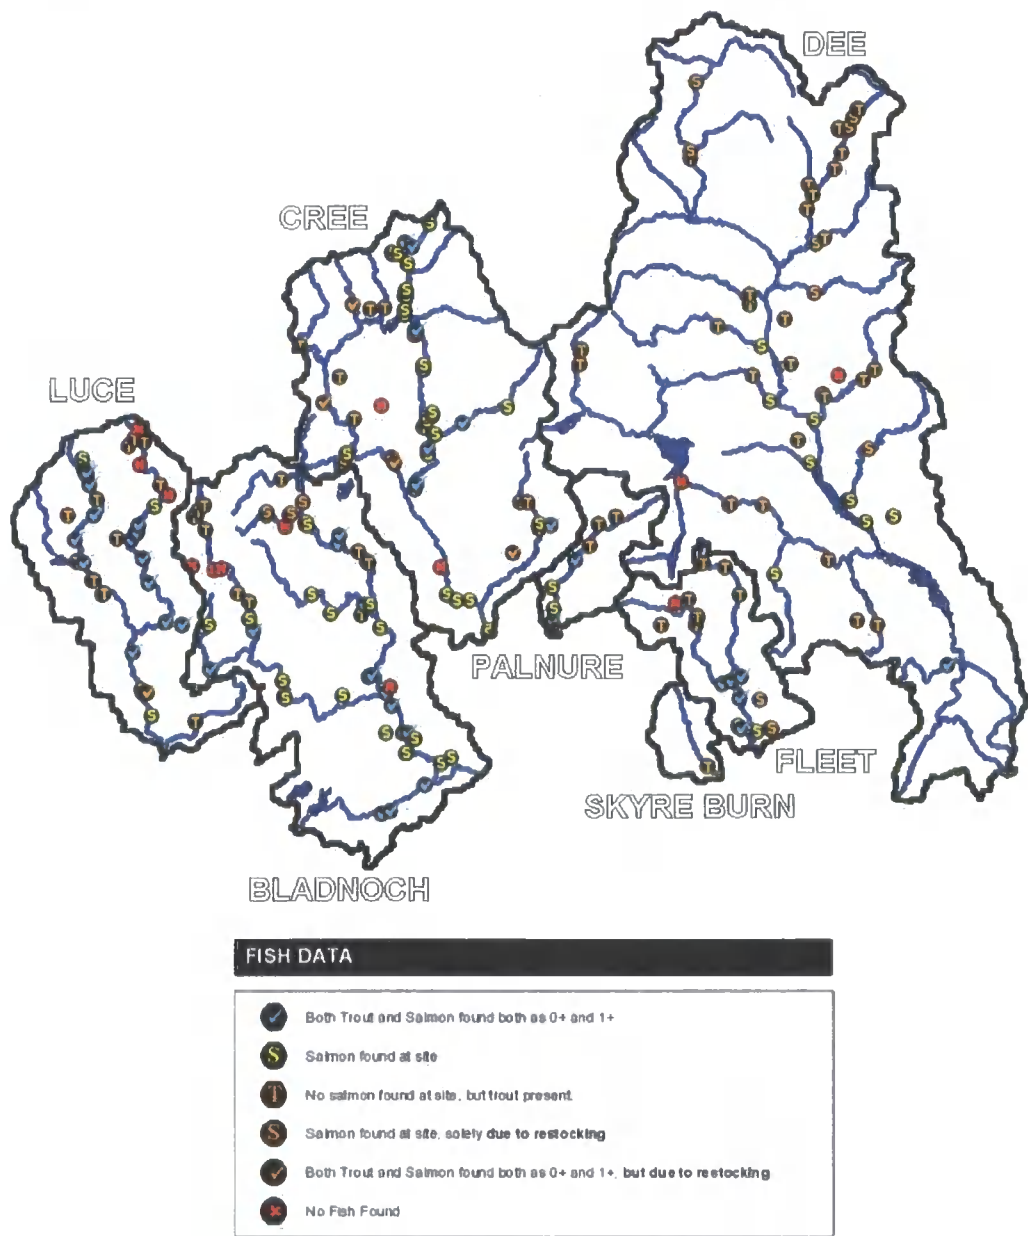 DEE
CREE
LUCE
PALNURE
FLEET
SKYRE BURN
BLADNOCH
FISH DATA
Both Trout and Salmon found both as 0+ and 1+
S Salmon found at site
T No salmon found at site, but trout present
S Salmon found at site, solely due to restocking
Both Trout and Salmon found both as 0+ and 1+, but due to restocking
No Fish Found